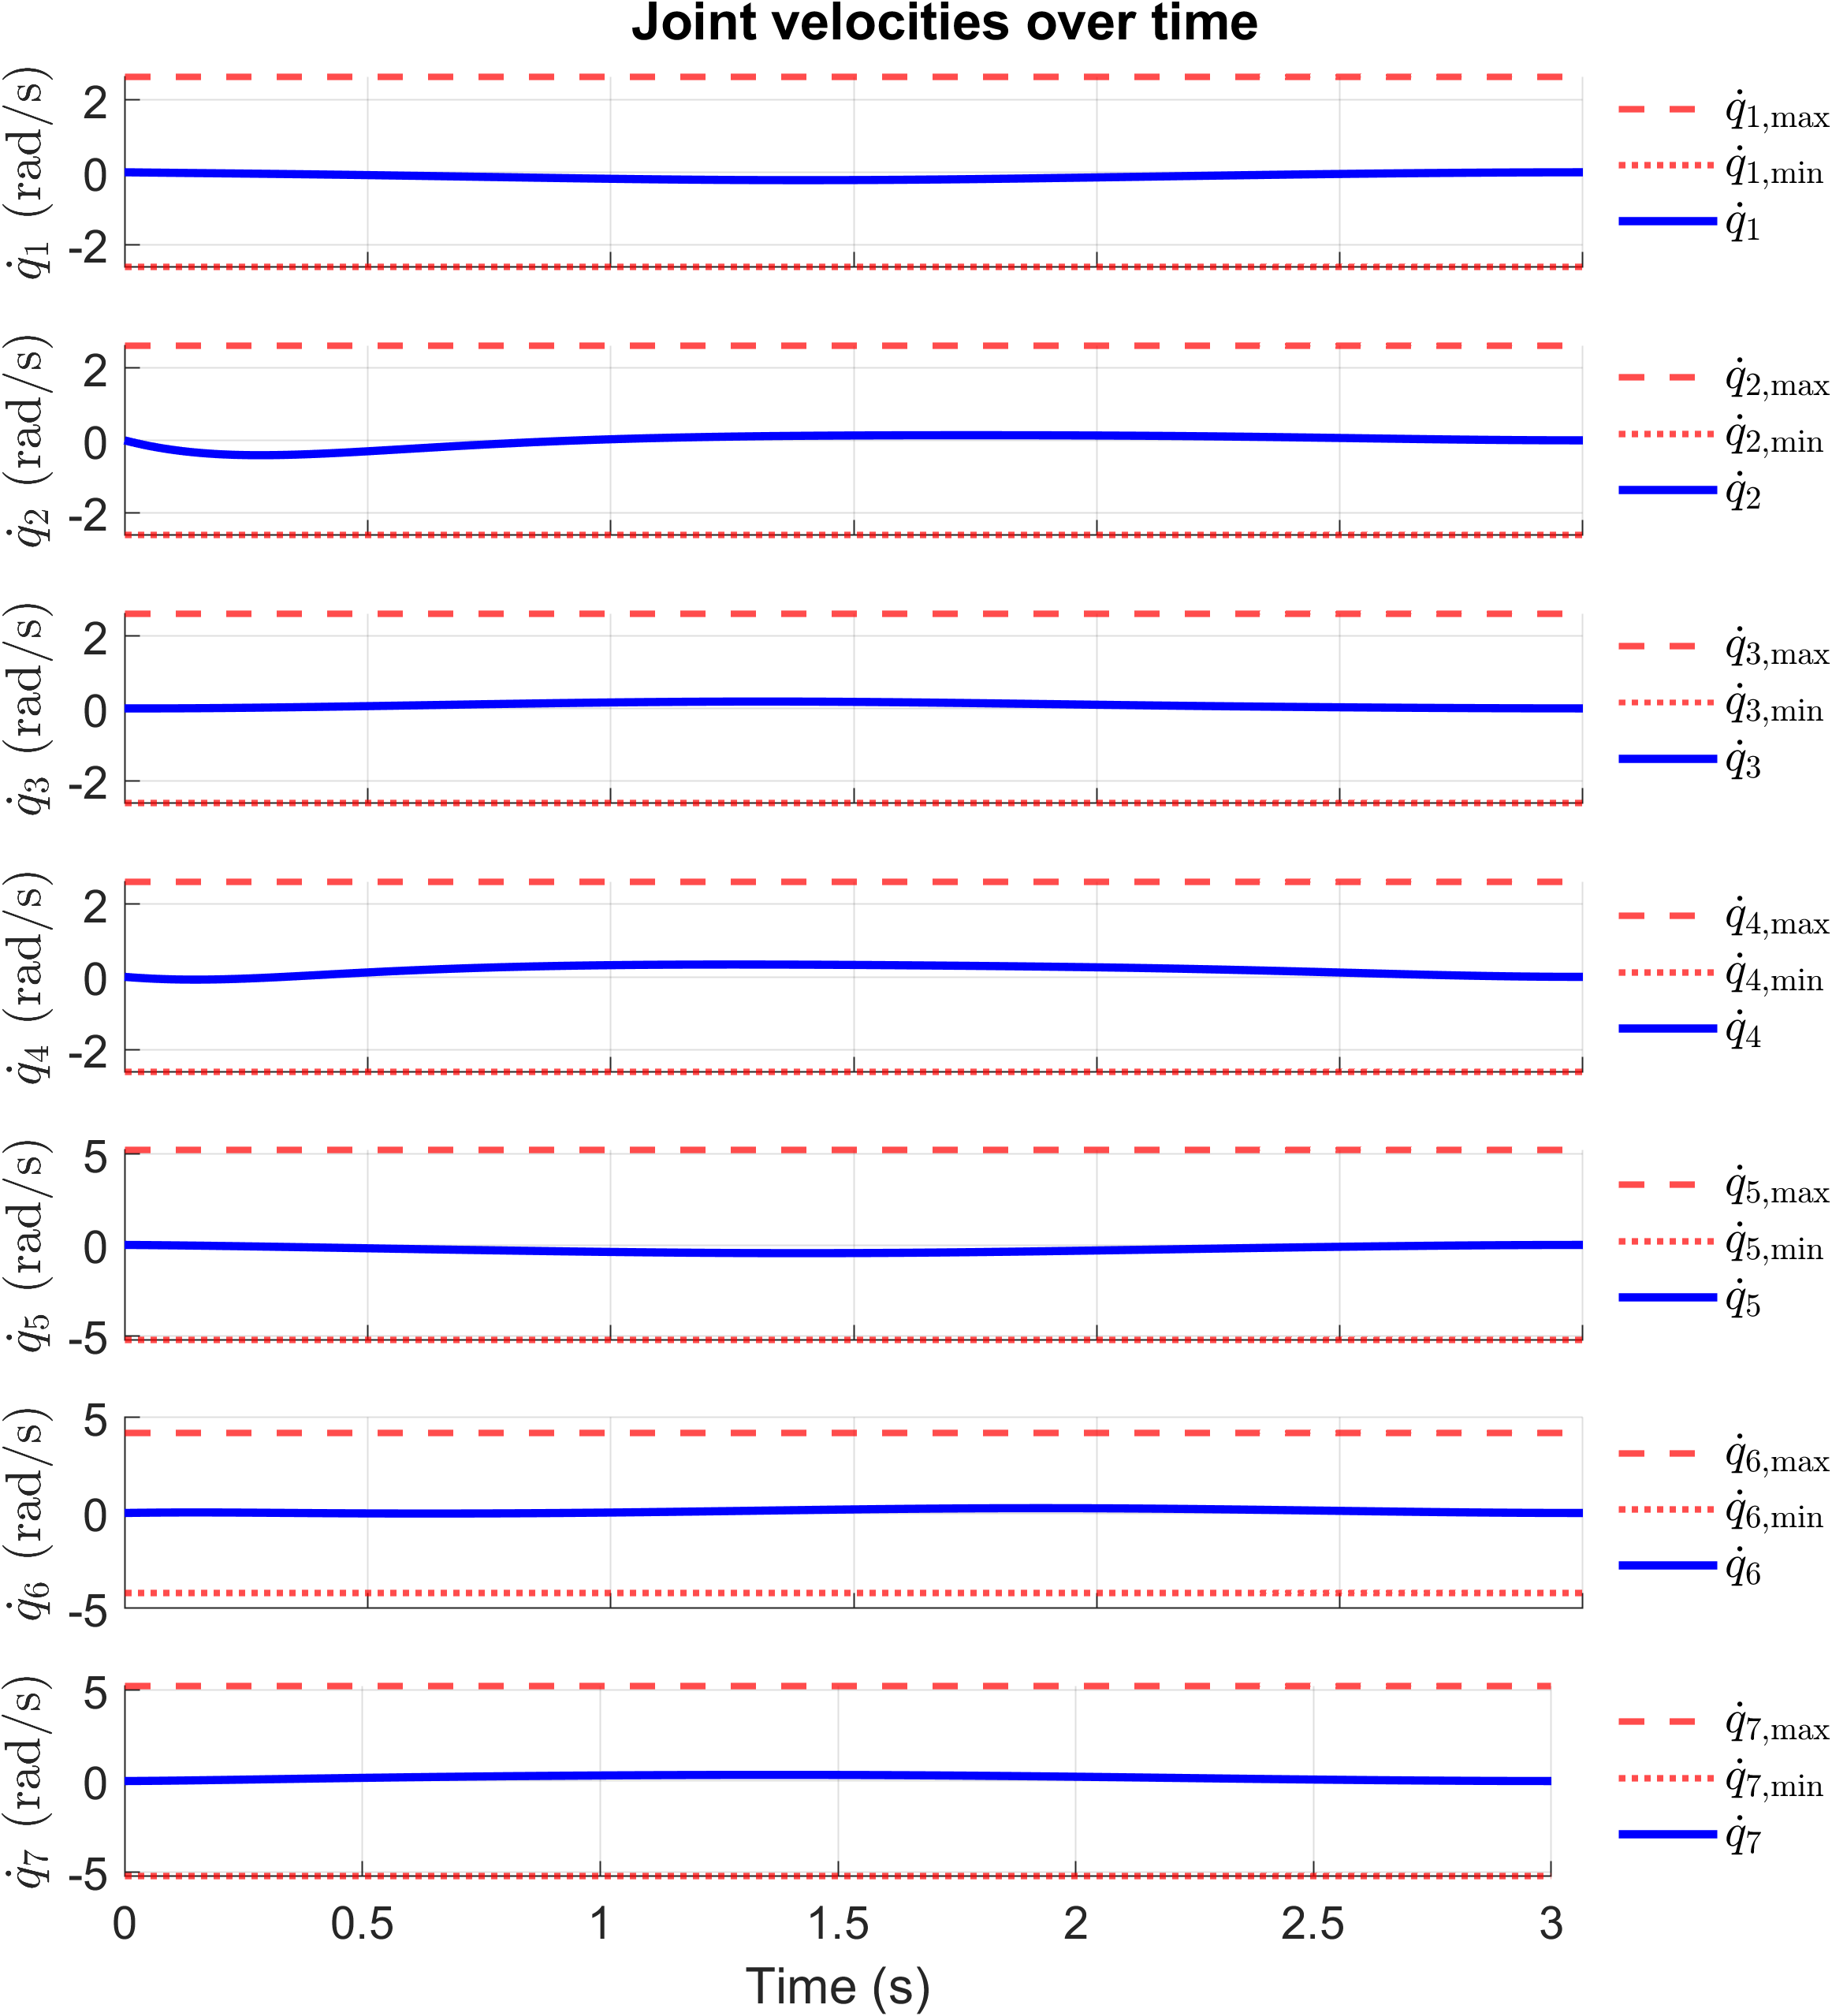 Joint velocities over time
q̇1 (rad/s)
2
0
-2
q̇1,max
q̇1,min
q̇1
q̇2 (rad/s)
2
0
-2
q̇2,max
q̇2,min
q̇2
q̇3 (rad/s)
2
0
-2
q̇3,max
q̇3,min
q̇3
q̇4 (rad/s)
2
0
-2
q̇4,max
q̇4,min
q̇4
q̇5 (rad/s)
5
0
-5
q̇5,max
q̇5,min
q̇5
q̇6 (rad/s)
5
0
-5
q̇6,max
q̇6,min
q̇6
q̇7 (rad/s)
5
0
-5
q̇7,max
q̇7,min
q̇7
0 0.5 1 1.5 2 2.5 3
Time (s)